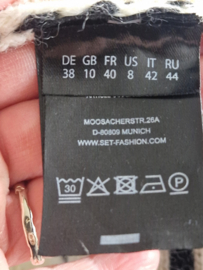 DE GB FR US IT RU
38 10 40 8 42 44
MOOSACHERSTR.26A
D-80809 MUNICH
WWW.SET-FASHION.COM
30